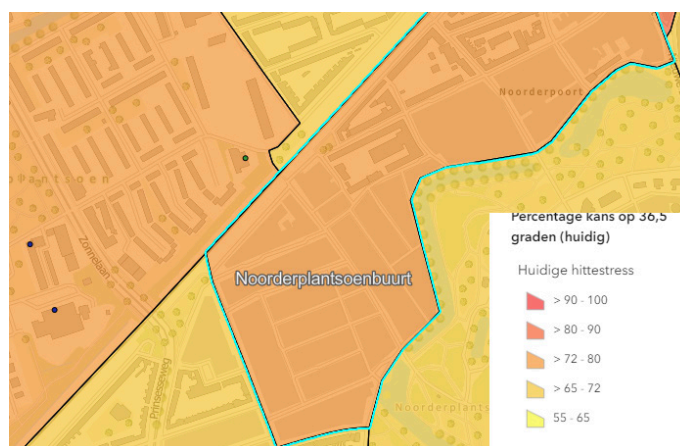 Noorderpoort
plantsoen
Zonnelaan
Noorderplantsoenbuurt
Prinsesseweg
Noorderplants
Percentage kans op 36,5
graden (huidig)
Huidige hittestress
> 90 - 100
> 80 - 90
> 72 - 80
> 65 - 72
55 - 65